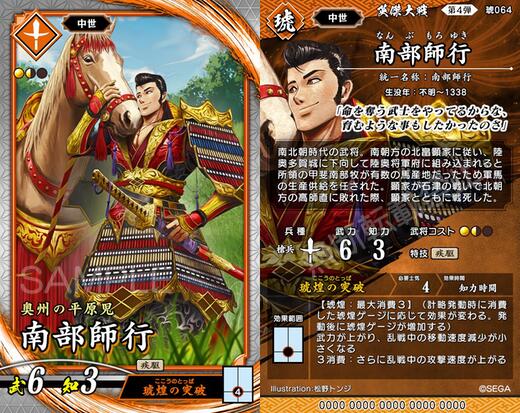 中世
SAMPLE
奥州の平原児
南部師行
疾駆
武6 知3
こころのとっぱ
琥珀の突破
4
琥
中世
英傑大戦
第4弾
琥064
なんぶもろゆき
南部師行
統一名称:南部師行
生没年:不明~1338
「命を奪う武士をやってるからな、
育むような事もしたかったのさ」
南北朝時代の武将。南朝方の北畠顕家に従い、陸
奥多賀城に下向して陸奥将軍府に組み込まれると
所領の甲斐南部牧が有数の馬産地だったため軍馬
の生産供給を任された。顕家が石津の戦いで北朝
方の高師直に敗れた際、顕家とともに戦死した。
兵種 武力 知力 武将コスト
槍兵 6 3 特技 疾駆
こころのとっぱ 必要士気 効果時間
琥珀の突破 4 知力時間
効果範囲
【琥煌:最大消費3】(計略発動時に消費
した琥煌ゲージに応じて効果が変わる。発
動後に琥煌ゲージが増加する)
武力が上がり、乱戦中の移動速度減少が小
さくなる
3消費:さらに乱戦中の攻撃速度が上がる
Illustration:松野トンジ
©SEGA
0000 0000 0000 0000 0000